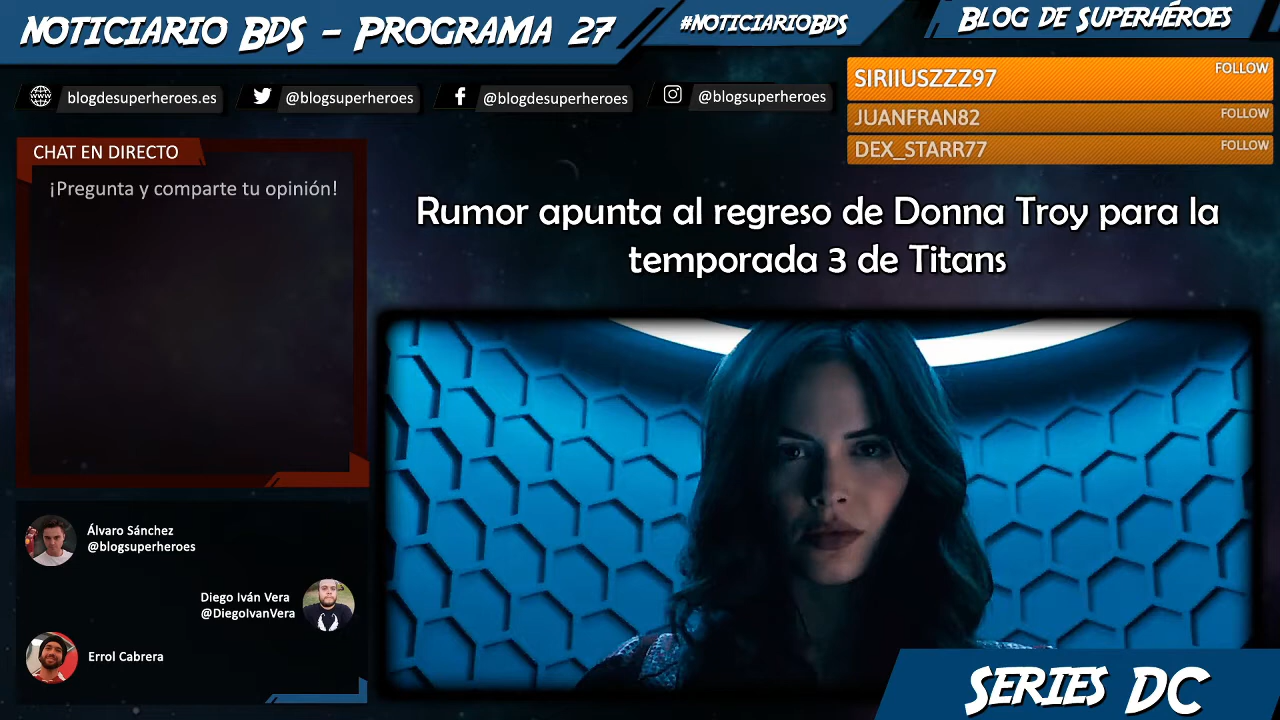 NOTICIARIO BDS - PROGRAMA 27
#NOTICIARIOBDS
BLOG DE SUPERHÉROES
blogdesuperheroes.es
@blogsuperheroes
@blogdesuperheroes
@blogsuperheroes
SIRIIUSZZZ97 FOLLOW
JUANFRAN82 FOLLOW
DEX_STARR77 FOLLOW
CHAT EN DIRECTO
¡Pregunta y comparte tu opinión!
Rumor apunta al regreso de Donna Troy para la
temporada 3 de Titans
Álvaro Sánchez
@blogsuperheroes
Diego Iván Vera
@DiegoIvanVera
Errol Cabrera
SERIES DC